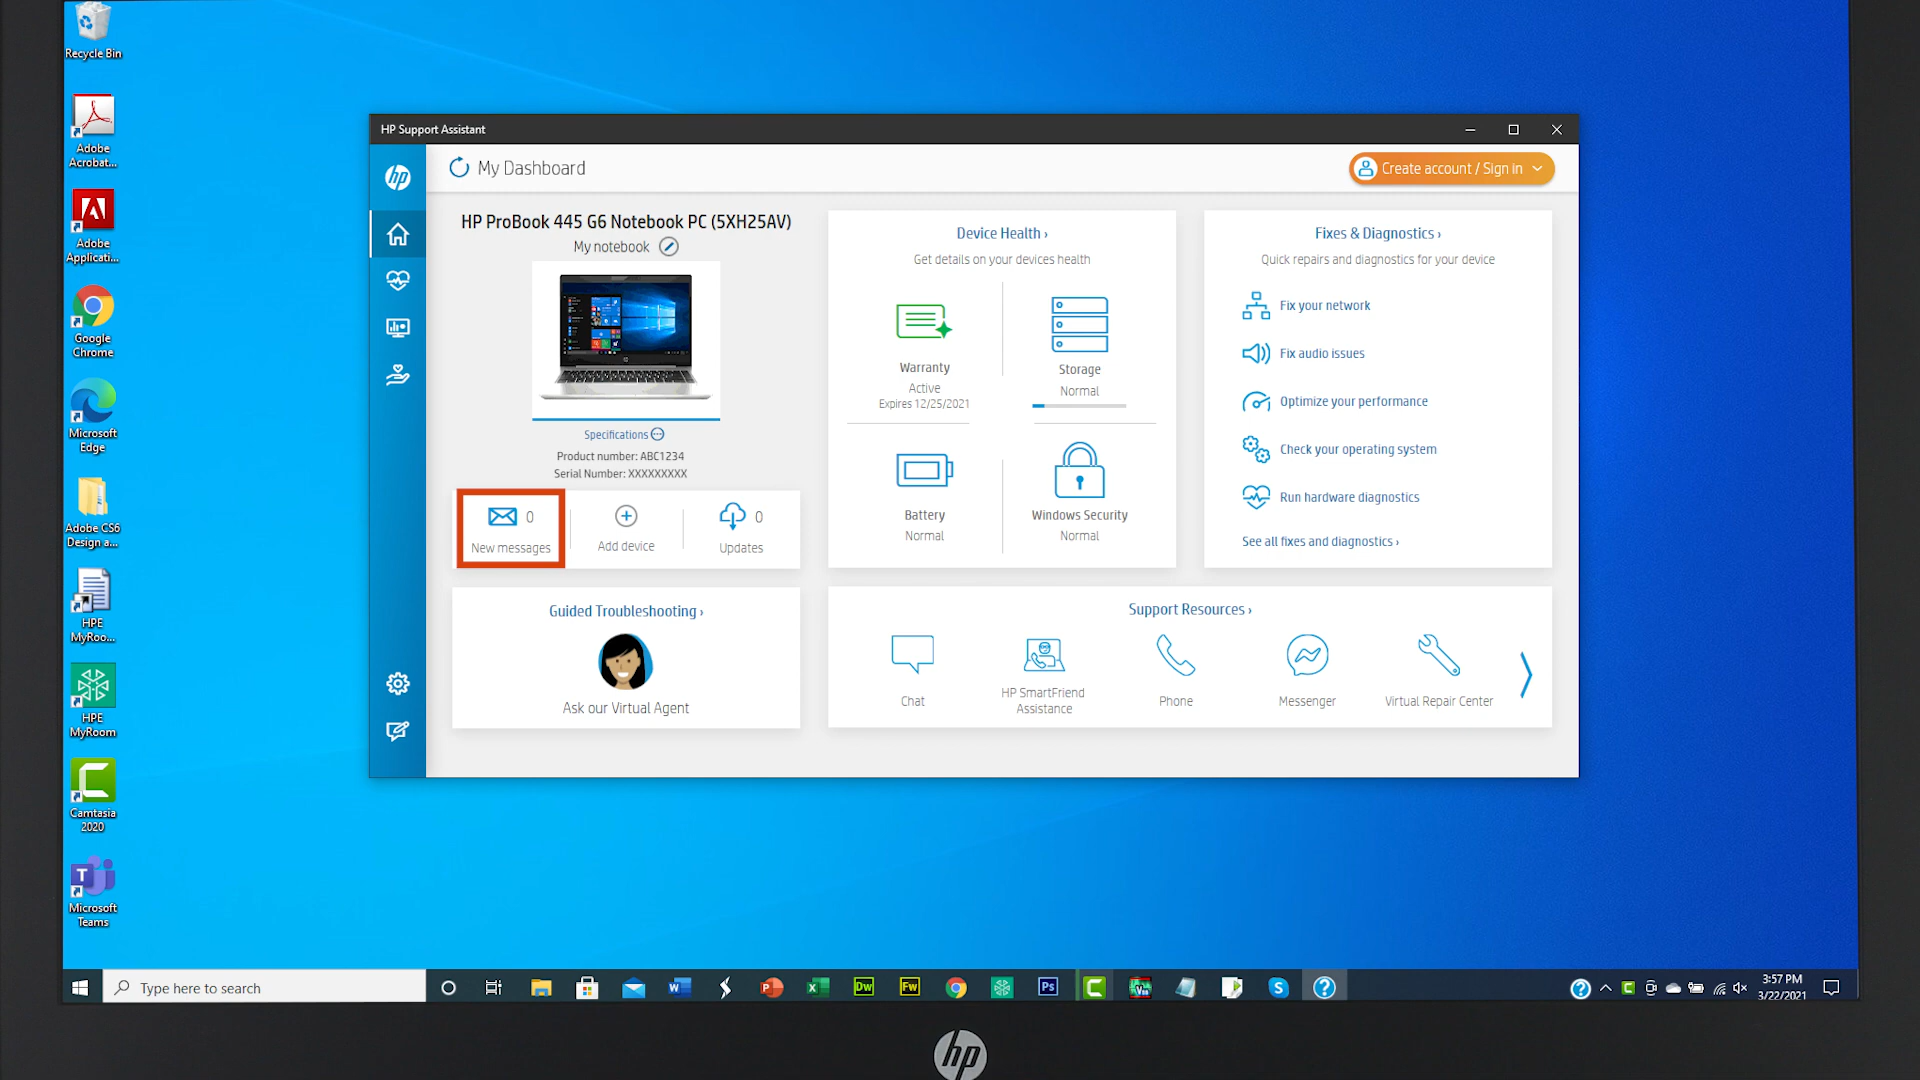 Recycle Bin
Adobe
Acrobat...
Adobe
Applicati...
Google
Chrome
Microsoft
Edge
Adobe CS6
Design a...
HPE
MyRoo...
HPE
MyRoom
Camtasia
2020
Microsoft
Teams
HP Support Assistant
hp
My Dashboard
Create account / Sign in
HP ProBook 445 G6 Notebook PC (5XH25AV)
My notebook
Specifications
Product number: ABC1234
Serial Number: XXXXXXXXX
0
New messages
Add device
0
Updates
Guided Troubleshooting ›
Ask our Virtual Agent
Device Health ›
Get details on your devices health
Warranty
Active
Expires 12/25/2021
Storage
Normal
Battery
Normal
Windows Security
Normal
Fixes & Diagnostics ›
Quick repairs and diagnostics for your device
Fix your network
Fix audio issues
Optimize your performance
Check your operating system
Run hardware diagnostics
See all fixes and diagnostics ›
Support Resources ›
Chat
HP SmartFriend
Assistance
Phone
Messenger
Virtual Repair Center
Type here to search
Dw
Fw
Ps
3:57 PM
3/22/2021
hp